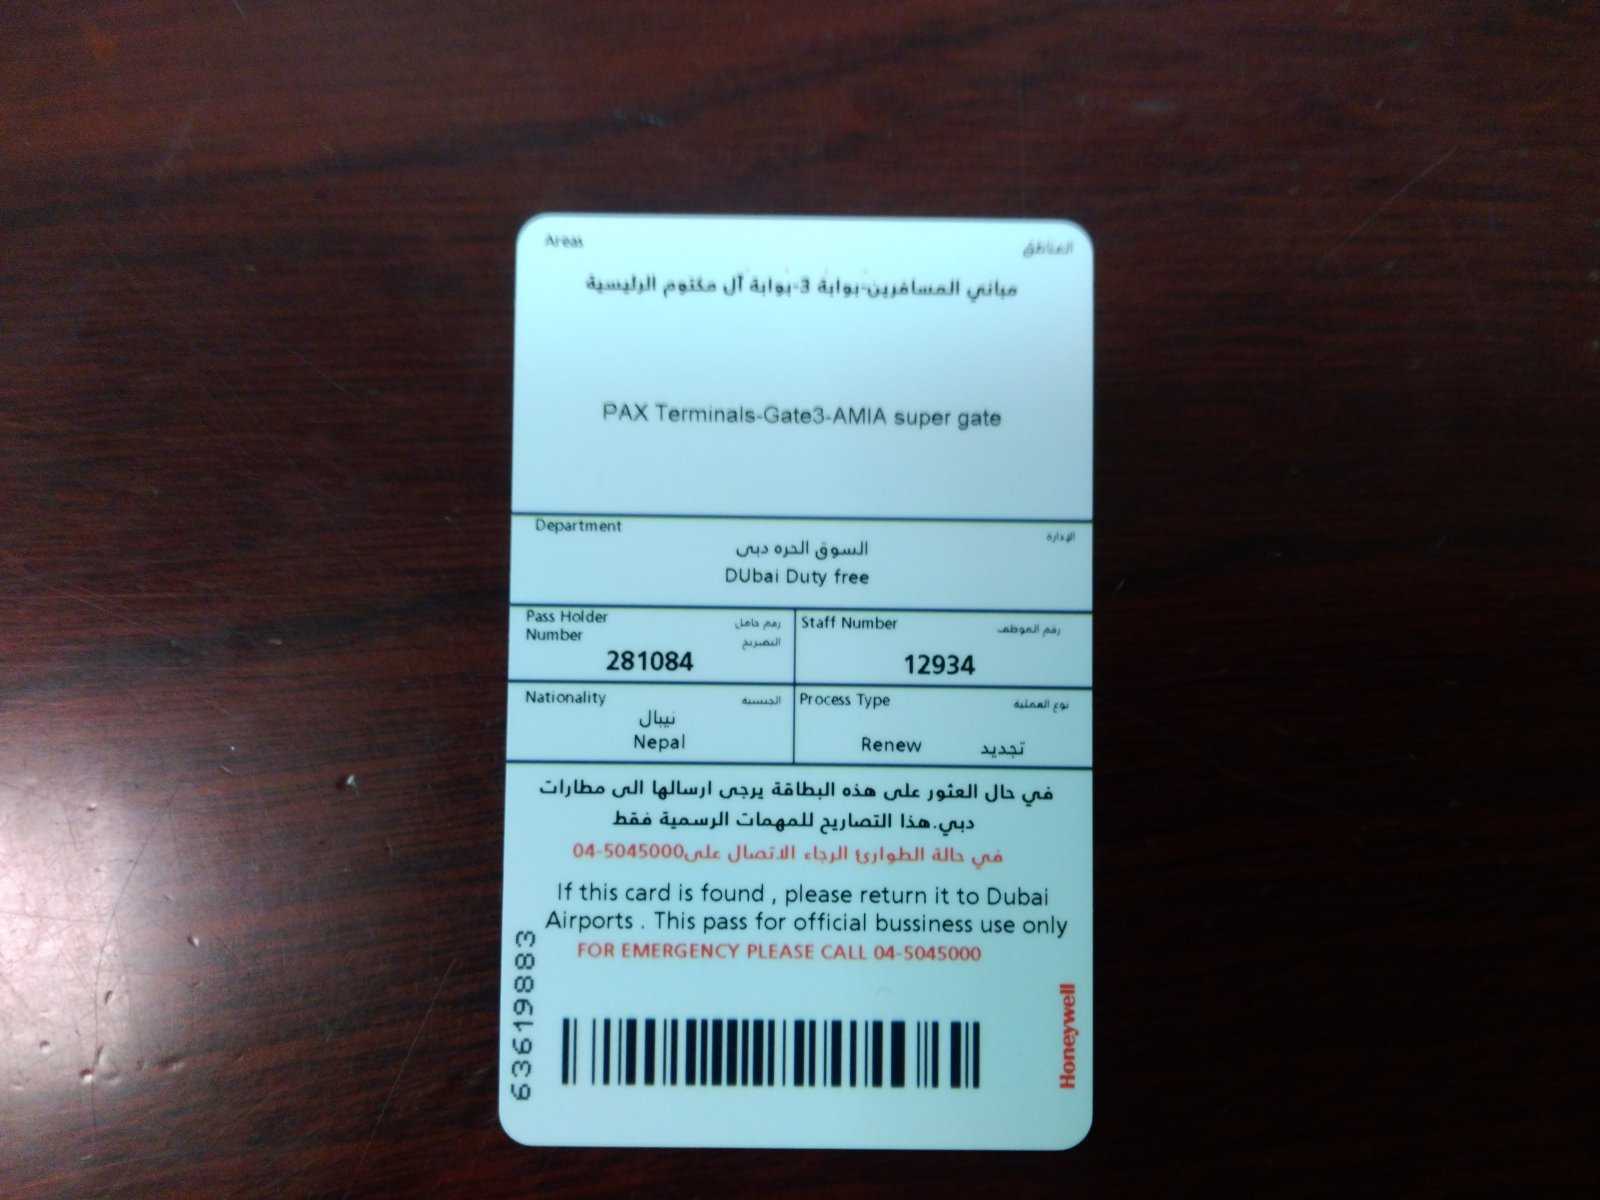 Areas المناطق
مباني المسافرين-بوابة 3-بوابة آل مكتوم الرئيسية
PAX Terminals-Gate3-AMIA super gate
Department الإدارة
السوق الحره دبى
DUbai Duty free
Pass Holder رقم حامل
Number التصريح
281084
Staff Number رقم الموظف
12934
Nationality الجنسية
نيبال
Nepal
Process Type نوع العملية
Renew تجديد
في حال العثور على هذه البطاقة يرجى ارسالها الى مطارات
دبي.هذا التصاريح للمهمات الرسمية فقط
في حالة الطوارئ الرجاء الاتصال على04-5045000
If this card is found , please return it to Dubai
Airports . This pass for official bussiness use only
FOR EMERGENCY PLEASE CALL 04-5045000
63619883
Honeywell